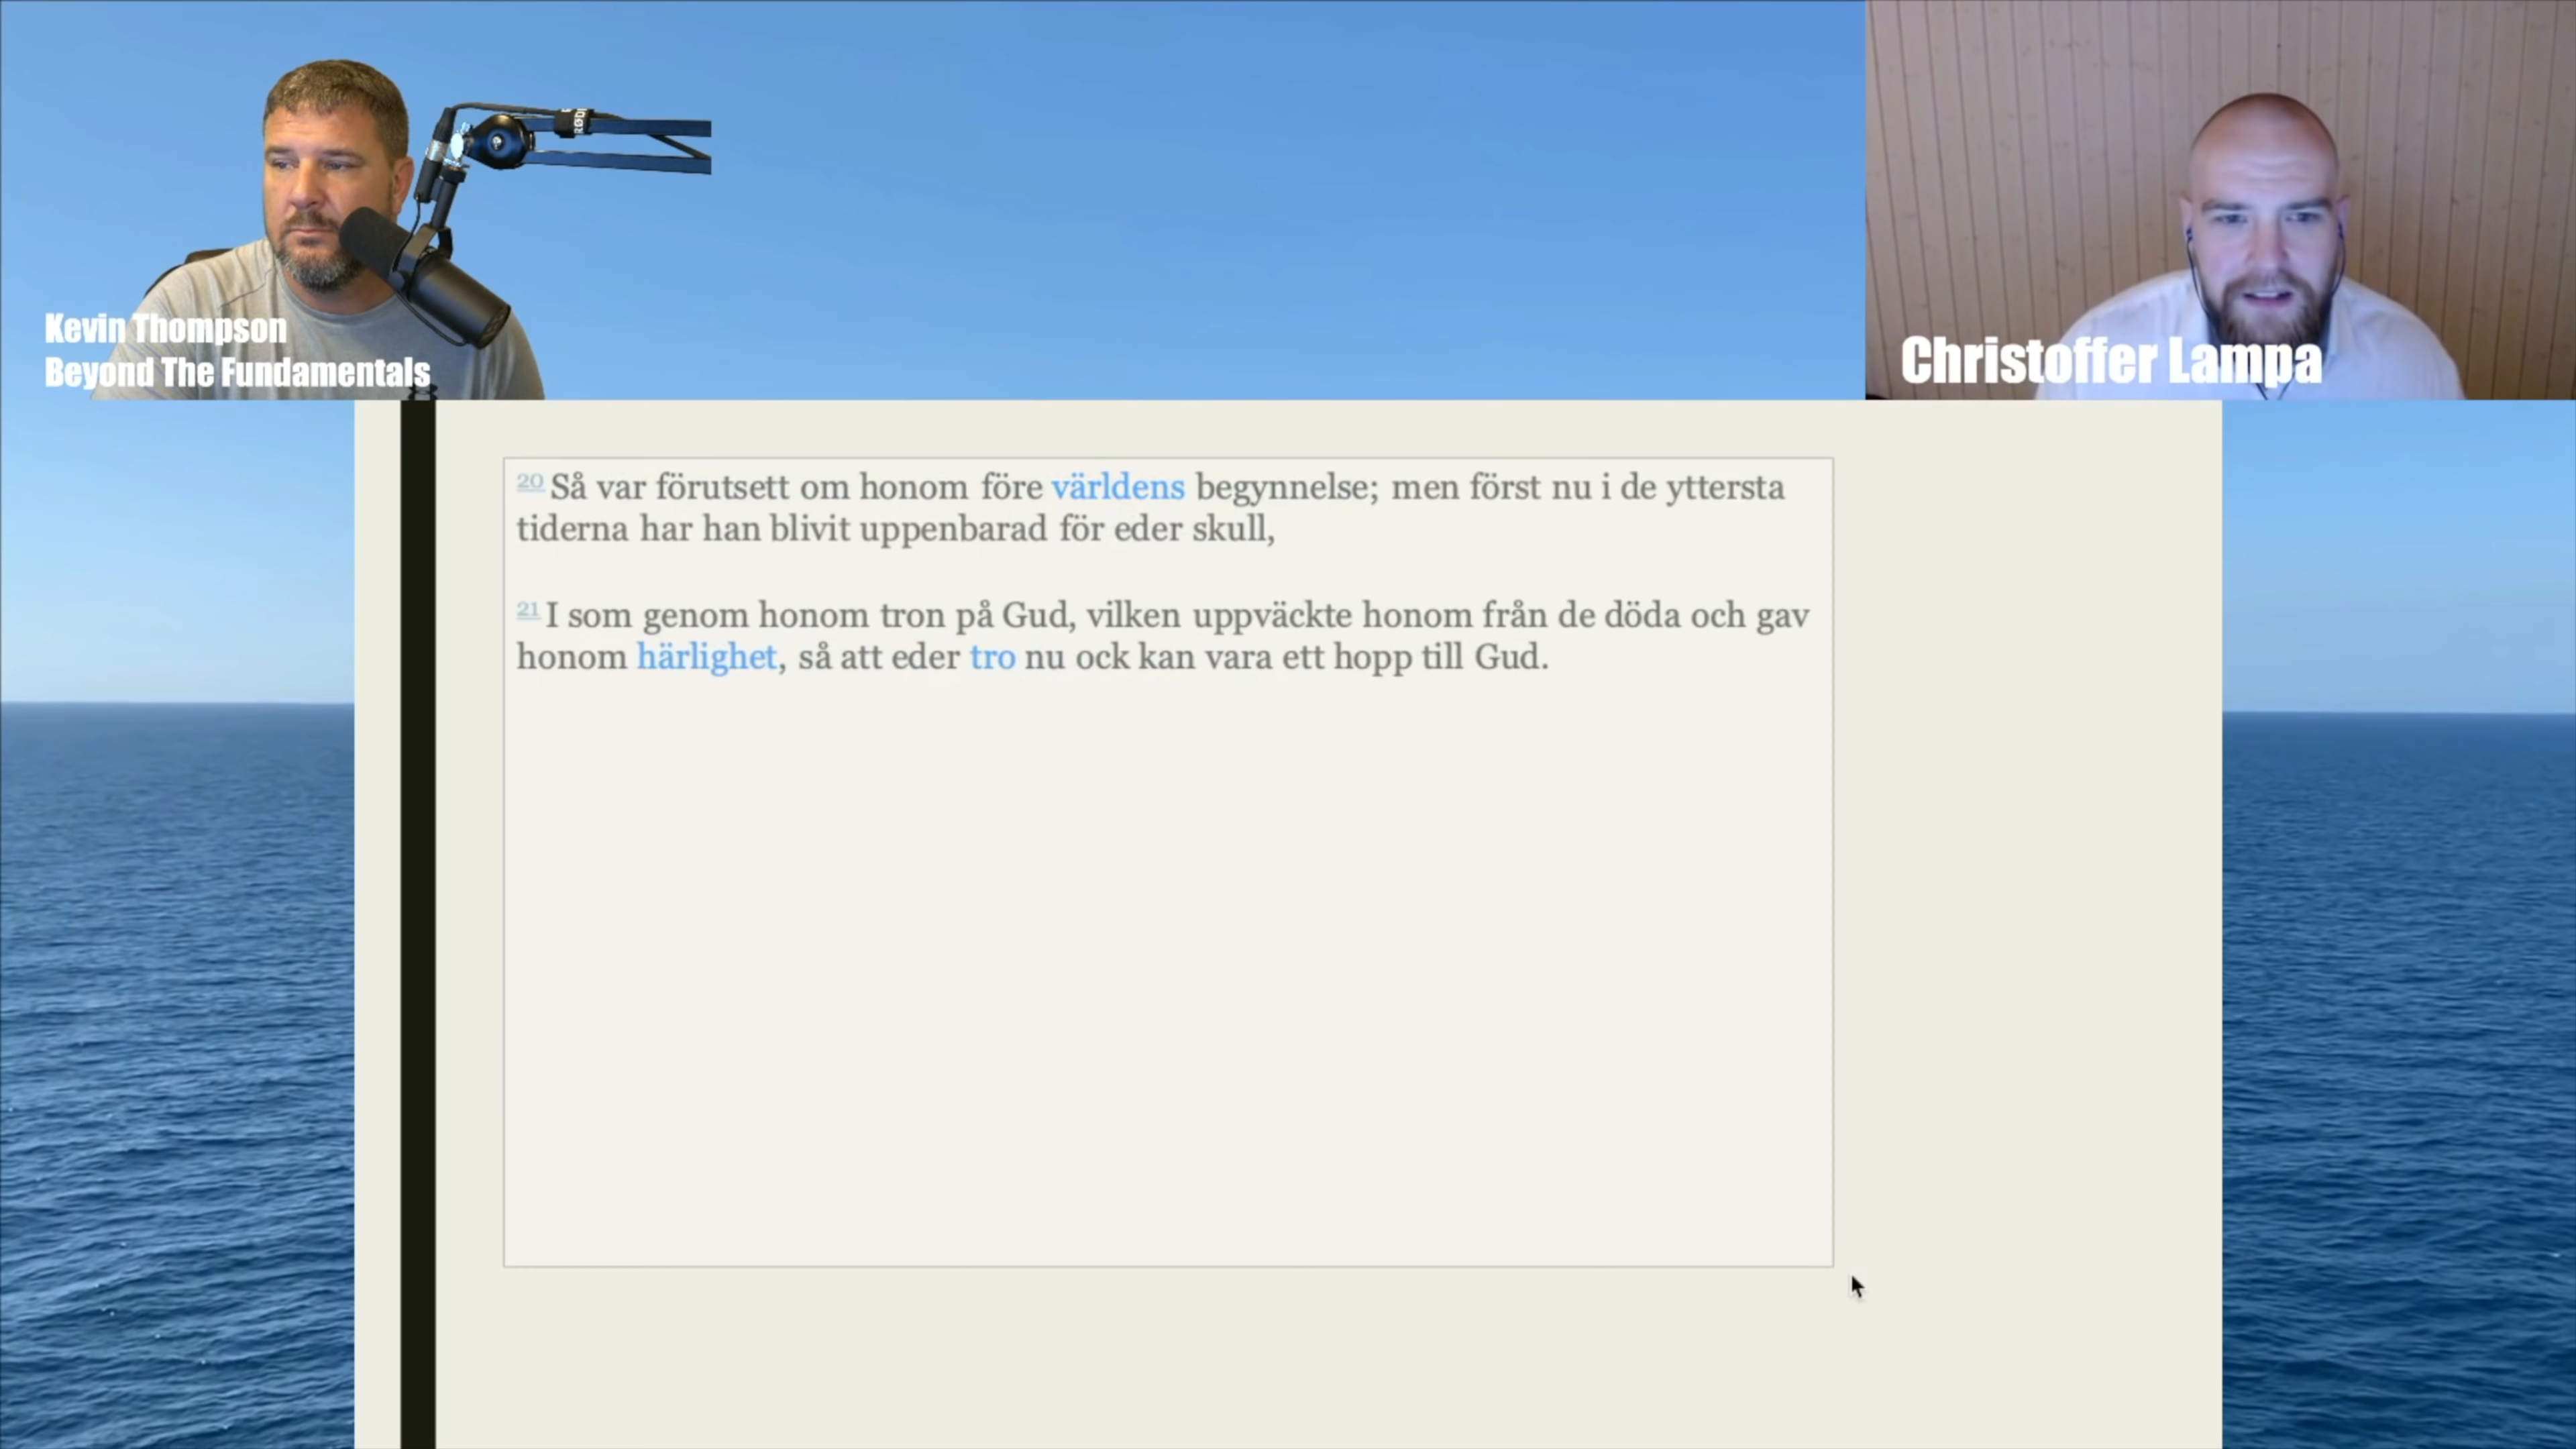 RØDE
Kevin Thompson
Beyond The Fundamentals
Christoffer Lampa
20 Så var förutsett om honom före världens begynnelse; men först nu i de yttersta
tiderna har han blivit uppenbarad för eder skull,
21 I som genom honom tron på Gud, vilken uppväckte honom från de döda och gav
honom härlighet, så att eder tro nu ock kan vara ett hopp till Gud.